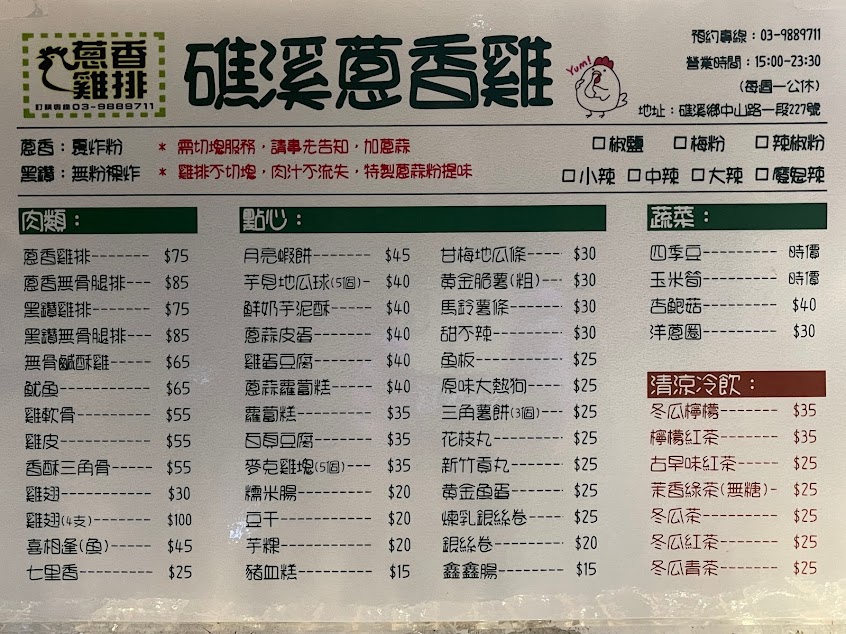 蔥香
雞排
訂購專線03-9889711
礁溪蔥香雞
Yum!
預約專線：03-9889711
營業時間：15:00-23:30
(每週一公休)
地址：礁溪鄉中山路一段227號
蔥香：裹炸粉 * 需切塊服務，請事先告知，加蔥蒜
黑鑽：無粉裸炸 * 雞排不切塊，肉汁不流失，特製蔥蒜粉提味
□椒鹽 □梅粉 □辣椒粉
□小辣 □中辣 □大辣 □魔鬼辣
肉類：
蔥香雞排-------- $75
蔥香無骨腿排--- $85
黑鑽雞排-------- $75
黑鑽無骨腿排--- $85
無骨鹹酥雞----- $65
魷魚------------ $65
雞軟骨---------- $55
雞皮------------ $55
香酥三角骨----- $55
雞翅------------ $30
雞翅(4支)------- $100
喜相逢(魚)------ $45
七里香---------- $25
點心：
月亮蝦餅-------- $45
芋見地瓜球(5個)- $40
鮮奶芋泥酥----- $40
蔥蒜皮蛋-------- $40
雞蛋豆腐-------- $40
蔥蒜蘿蔔糕----- $40
蘿蔔糕---------- $35
百頁豆腐-------- $35
麥克雞塊(5個)--- $35
糯米腸---------- $20
豆干------------ $20
芋粿------------ $20
豬血糕---------- $15
甘梅地瓜條----- $30
黃金脆薯(粗)--- $30
馬鈴薯條-------- $30
甜不辣---------- $30
魚板------------ $25
原味大熱狗----- $25
三角薯餅(3個)--- $25
花枝丸---------- $25
新竹貢丸-------- $25
黃金魚蛋-------- $25
煉乳銀絲卷----- $25
銀絲卷---------- $20
鑫鑫腸---------- $15
蔬菜：
四季豆---------- 時價
玉米筍---------- 時價
杏鮑菇---------- $40
洋蔥圈---------- $30
清涼冷飲：
冬瓜檸檬-------- $35
檸檬紅茶-------- $35
古早味紅茶----- $25
茉香綠茶(無糖)- $25
冬瓜茶---------- $25
冬瓜紅茶-------- $25
冬瓜青茶-------- $25